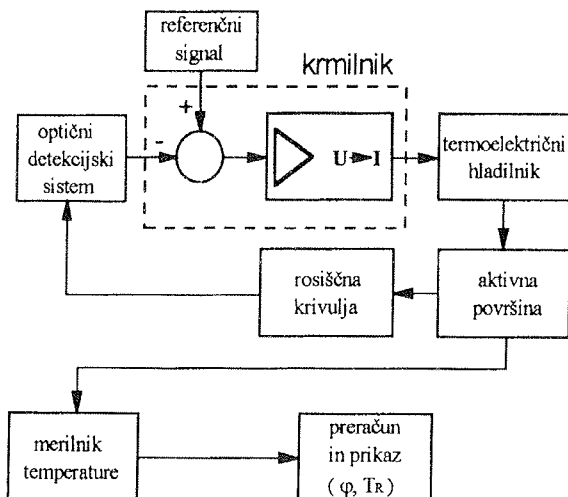 referenčni
signal
krmilnik
+
-
optični
detekcijski
sistem
U I
termoelektrični
hladilnik
rosiščna
krivulja
aktivna
površina
merilnik
temperature
preračun
in prikaz
( φ, TR )